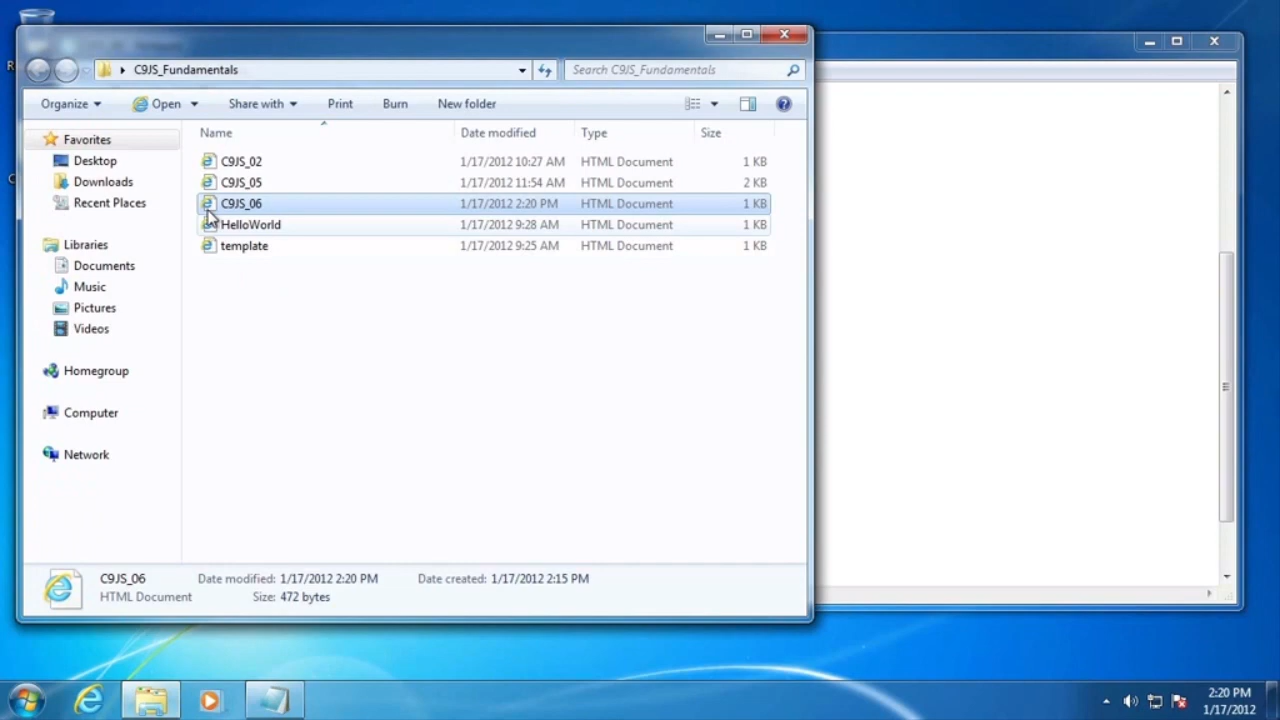 C9JS_Fundamentals
Search C9JS_Fundamentals
Organize Open Share with Print Burn New folder
Favorites
Desktop
Downloads
Recent Places
Libraries
Documents
Music
Pictures
Videos
Homegroup
Computer
Network
Name Date modified Type Size
C9JS_02 1/17/2012 10:27 AM HTML Document 1 KB
C9JS_05 1/17/2012 11:54 AM HTML Document 2 KB
C9JS_06 1/17/2012 2:20 PM HTML Document 1 KB
HelloWorld 1/17/2012 9:28 AM HTML Document 1 KB
template 1/17/2012 9:25 AM HTML Document 1 KB
C9JS_06 Date modified: 1/17/2012 2:20 PM Date created: 1/17/2012 2:15 PM
HTML Document Size: 472 bytes
2:20 PM
1/17/2012